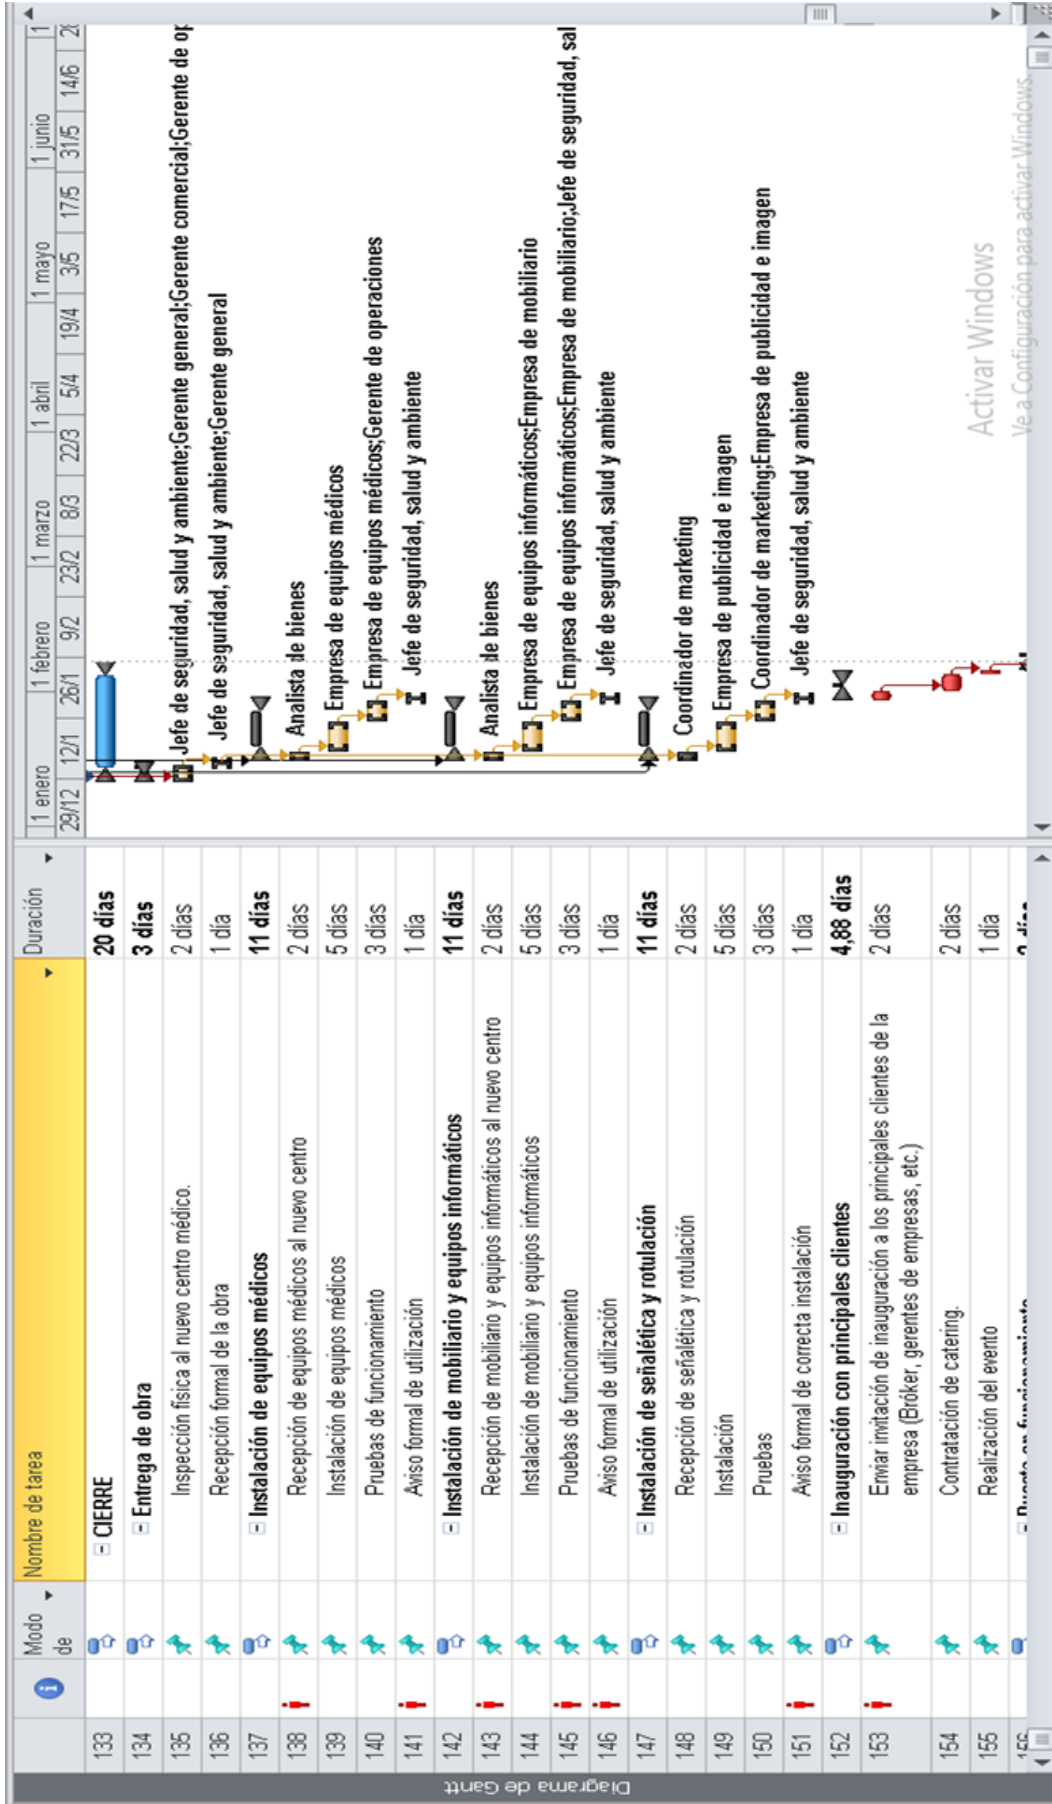 Modo de
Nombre de tarea
Duración
1 enero 1 febrero 1 marzo 1 abril 1 mayo 1 junio 1
29/12 12/1 26/1 9/2 23/2 8/3 22/3 5/4 19/4 3/5 17/5 31/5 14/6 28
Diagrama de Gantt
133 CIERRE 20 días
134 Entrega de obra 3 días
135 Inspección física al nuevo centro médico. 2 días Jefe de seguridad, salud y ambiente;Gerente general;Gerente comercial;Gerente de op
136 Recepción formal de la obra 1 día Jefe de seguridad, salud y ambiente;Gerente general
137 Instalación de equipos médicos 11 días
138 Recepción de equipos médicos al nuevo centro 2 días Analista de bienes
139 Instalación de equipos médicos 5 días Empresa de equipos médicos
140 Pruebas de funcionamiento 3 días Empresa de equipos médicos;Gerente de operaciones
141 Aviso formal de utilización 1 día Jefe de seguridad, salud y ambiente
142 Instalación de mobiliario y equipos informáticos 11 días
143 Recepción de mobiliario y equipos informáticos al nuevo centro 2 días Analista de bienes
144 Instalación de mobiliario y equipos informáticos 5 días Empresa de equipos informáticos;Empresa de mobiliario
145 Pruebas de funcionamiento 3 días Empresa de equipos informáticos;Empresa de mobiliario;Jefe de seguridad, sal
146 Aviso formal de utilización 1 día Jefe de seguridad, salud y ambiente
147 Instalación de señalética y rotulación 11 días
148 Recepción de señalética y rotulación 2 días Coordinador de marketing
149 Instalación 5 días Empresa de publicidad e imagen
150 Pruebas 3 días Coordinador de marketing;Empresa de publicidad e imagen
151 Aviso formal de correcta instalación 1 día Jefe de seguridad, salud y ambiente
152 Inauguración con principales clientes 4,88 días
153 Enviar invitación de inauguración a los principales clientes de la 2 días
empresa (Bróker, gerentes de empresas, etc.)
154 Contratación de catering. 2 días
155 Realización del evento 1 día
156 Puesta en funcionamiento
Activar Windows
Ve a Configuración para activar Windows.